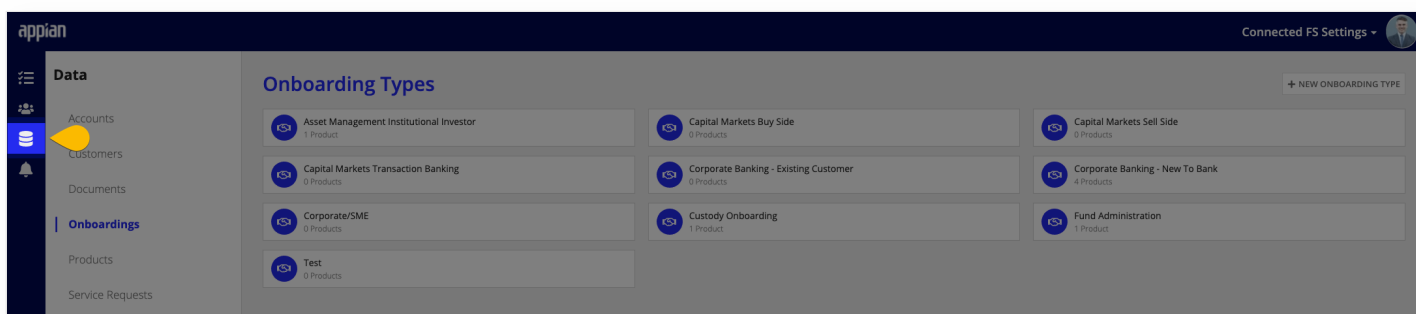 appian
Connected FS Settings
Data
Accounts
Customers
Documents
Onboardings
Products
Service Requests
Onboarding Types
+ NEW ONBOARDING TYPE
Asset Management Institutional Investor
1 Product
Capital Markets Buy Side
0 Products
Capital Markets Sell Side
0 Products
Capital Markets Transaction Banking
0 Products
Corporate Banking - Existing Customer
0 Products
Corporate Banking - New To Bank
4 Products
Corporate/SME
0 Products
Custody Onboarding
1 Product
Fund Administration
1 Product
Test
0 Products